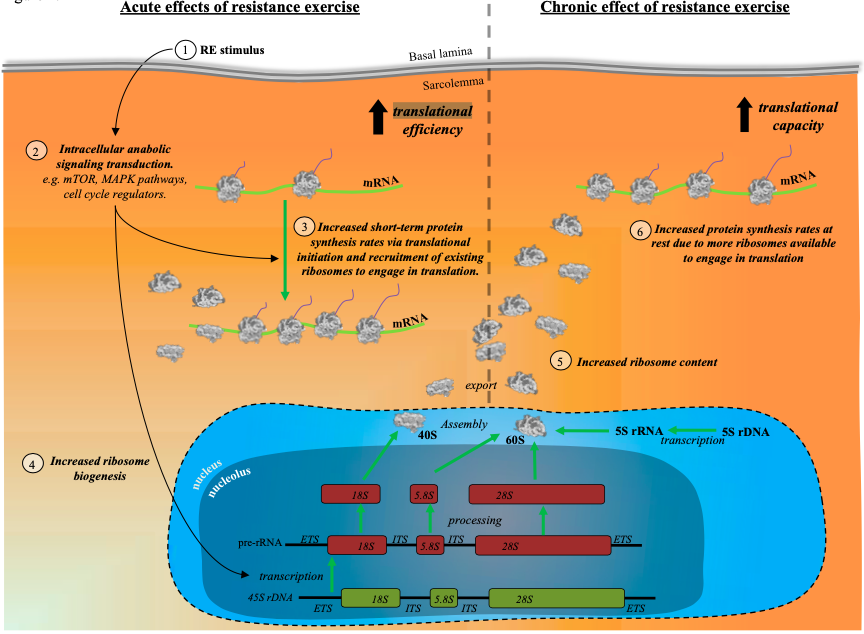 Acute effects of resistance exercise
Chronic effect of resistance exercise
1 RE stimulus
Basal lamina
Sarcolemma
translational
efficiency
translational
capacity
2 Intracellular anabolic
signaling transduction.
e.g. mTOR, MAPK pathways,
cell cycle regulators.
mRNA
mRNA
3 Increased short-term protein
synthesis rates via translational
initiation and recruitment of existing
ribosomes to engage in translation.
6 Increased protein synthesis rates at
rest due to more ribosomes available
to engage in translation
mRNA
5 Increased ribosome content
export
Assembly
40S
60S
5S rRNA
5S rDNA
transcription
4 Increased ribosome
biogenesis
nucleus
nucleolus
18S
5.8S
28S
processing
pre-rRNA
ETS
18S
ITS
5.8S
ITS
28S
ETS
transcription
45S rDNA
ETS
18S
ITS
5.8S
ITS
28S
ETS